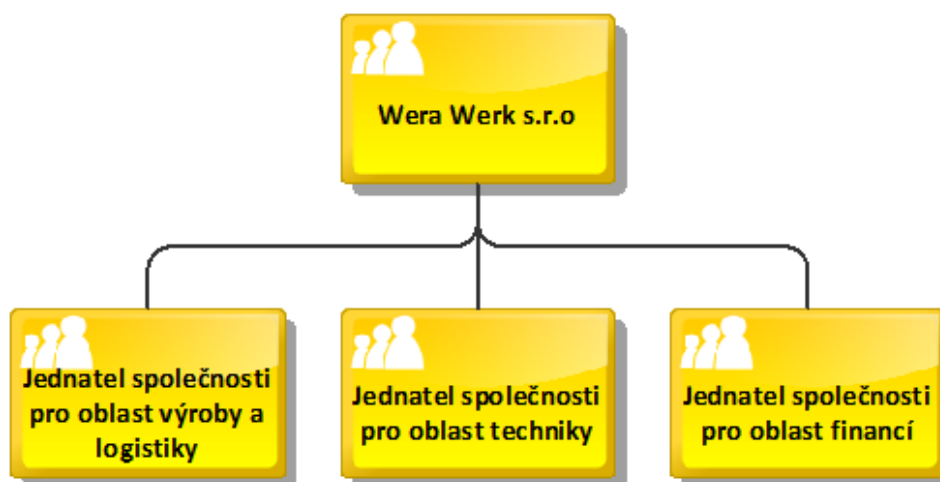 Wera Werk s.r.o
Jednatel společnosti
pro oblast výroby a
logistiky
Jednatel společnosti
pro oblast techniky
Jednatel společnosti
pro oblast financí